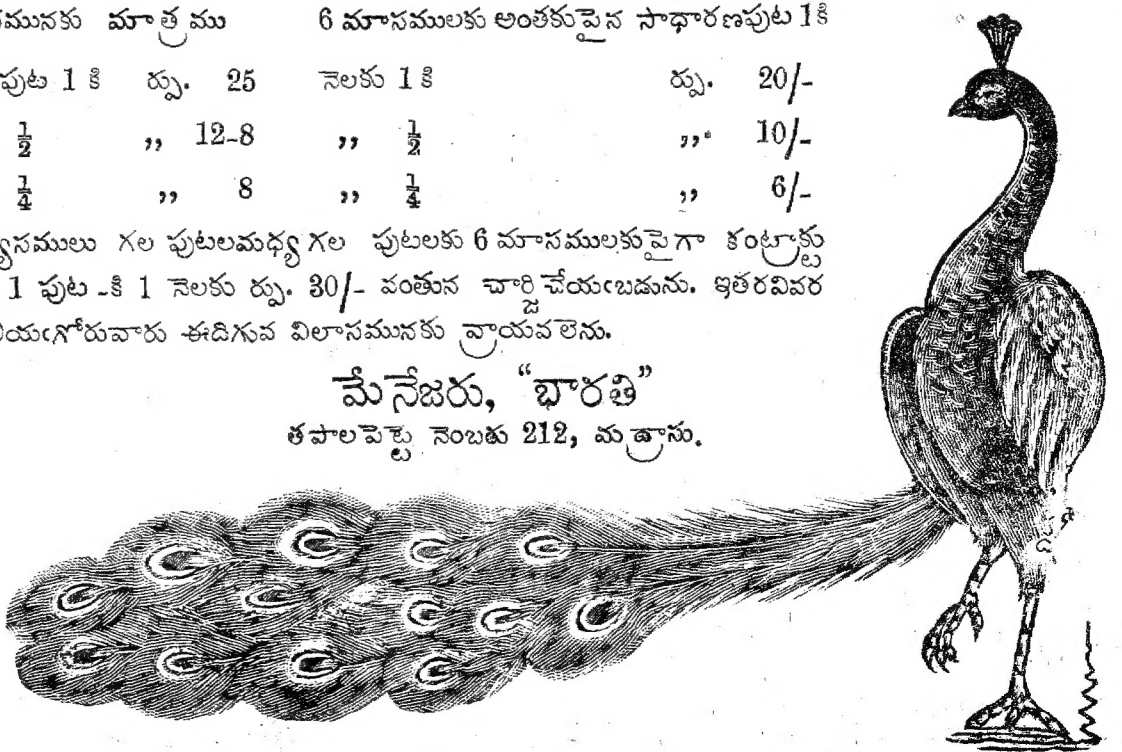 మునకు మాత్రము 6 మాసములకు అంతకుపైన సాధారణపుట 1కి
పుట 1 కి ర్పు. 25 నెలకు 1 కి ర్పు. 20/-
½ ,, 12-8 ,, ½ ,, 10/-
¼ ,, 8 ,, ¼ ,, 6/-
గల పుటలమధ్య గల పుటలకు 6 మాసములకుపైగా కంట్రాక్టు
1 పుట -కి 1 నెలకు ర్పు. 30/- వంతున చార్జి చేయఁబడును. ఇతరవివర
యఁగోరువారు ఈదిగువ విలాసమునకు వ్రాయవలెను.
మేనేజరు, “భారతి”
తపాలపెట్టె నెంబరు 212, మద్రాసు.